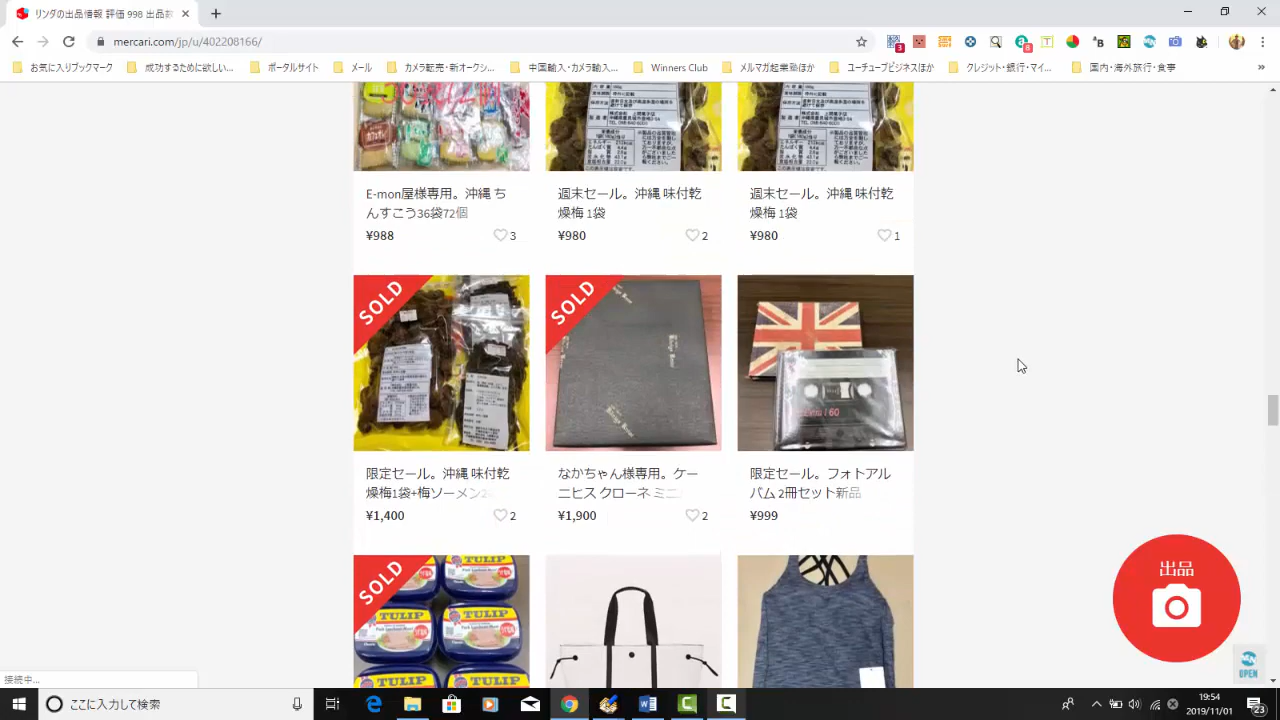 リンダの出品情報 評価 998 出品数
mercari.com/jp/u/402208166/
お気に入りブックマーク
成功するために欲しい...
ポータルサイト
メール
カメラ転売・新オークシ...
中国輸入・カメラ輸入...
Winners Club
メルマガ起業塾ほか
ユーチューブビジネスほか
クレジット・銀行・マイ...
国内・海外旅行・食事
E-mon屋様専用。沖縄 ち
んすこう36袋72個
¥988
3
週末セール。沖縄 味付乾
燥梅 1袋
¥980
2
週末セール。沖縄 味付乾
燥梅 1袋
¥980
1
SOLD
SOLD
限定セール。沖縄 味付乾
燥梅1袋+梅ソーメン2
¥1,400
2
なかちゃん様専用。ケー
ニヒス クローネ ミニ
¥1,900
2
限定セール。フォトアル
バム 2冊セット新品
¥999
SOLD
TULIP
TULIP
TULIP
TULIP
出品
OPEN
接続中...
ここに入力して検索
19:54
2019/11/01
23